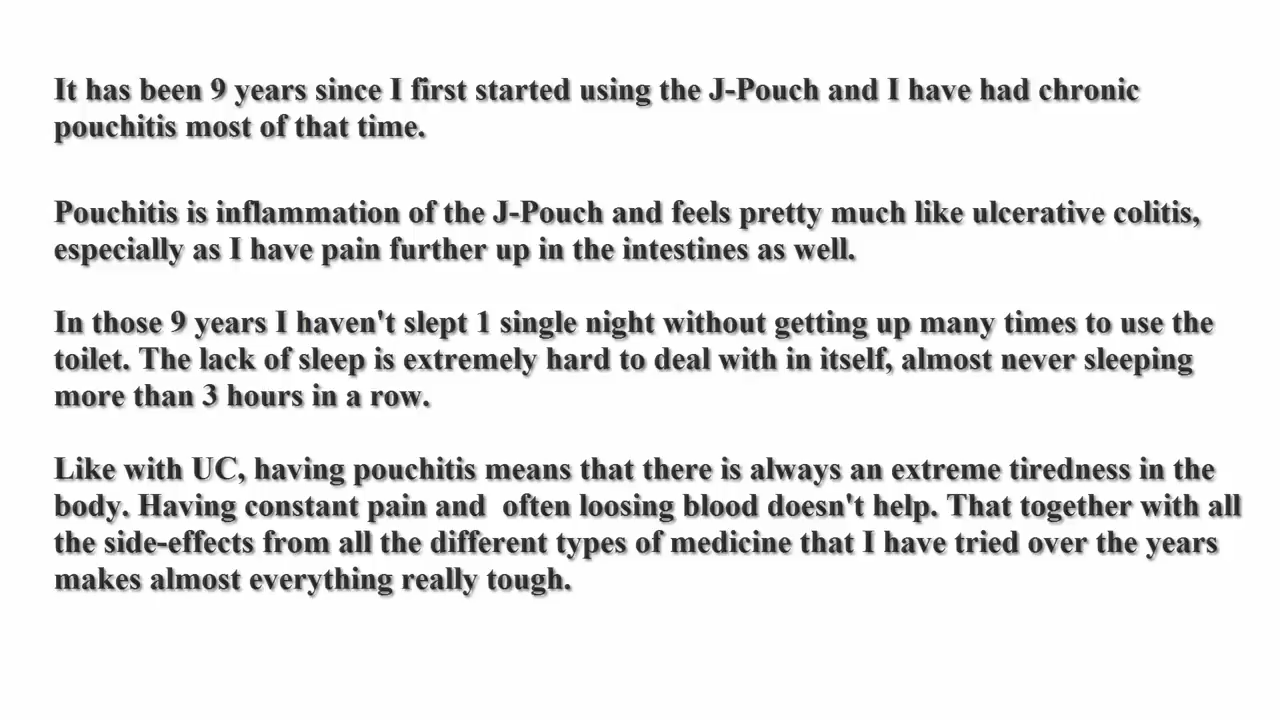 It has been 9 years since I first started using the J-Pouch and I have had chronic
pouchitis most of that time.
Pouchitis is inflammation of the J-Pouch and feels pretty much like ulcerative colitis,
especially as I have pain further up in the intestines as well.
In those 9 years I haven't slept 1 single night without getting up many times to use the
toilet. The lack of sleep is extremely hard to deal with in itself, almost never sleeping
more than 3 hours in a row.
Like with UC, having pouchitis means that there is always an extreme tiredness in the
body. Having constant pain and  often loosing blood doesn't help. That together with all
the side-effects from all the different types of medicine that I have tried over the years
makes almost everything really tough.